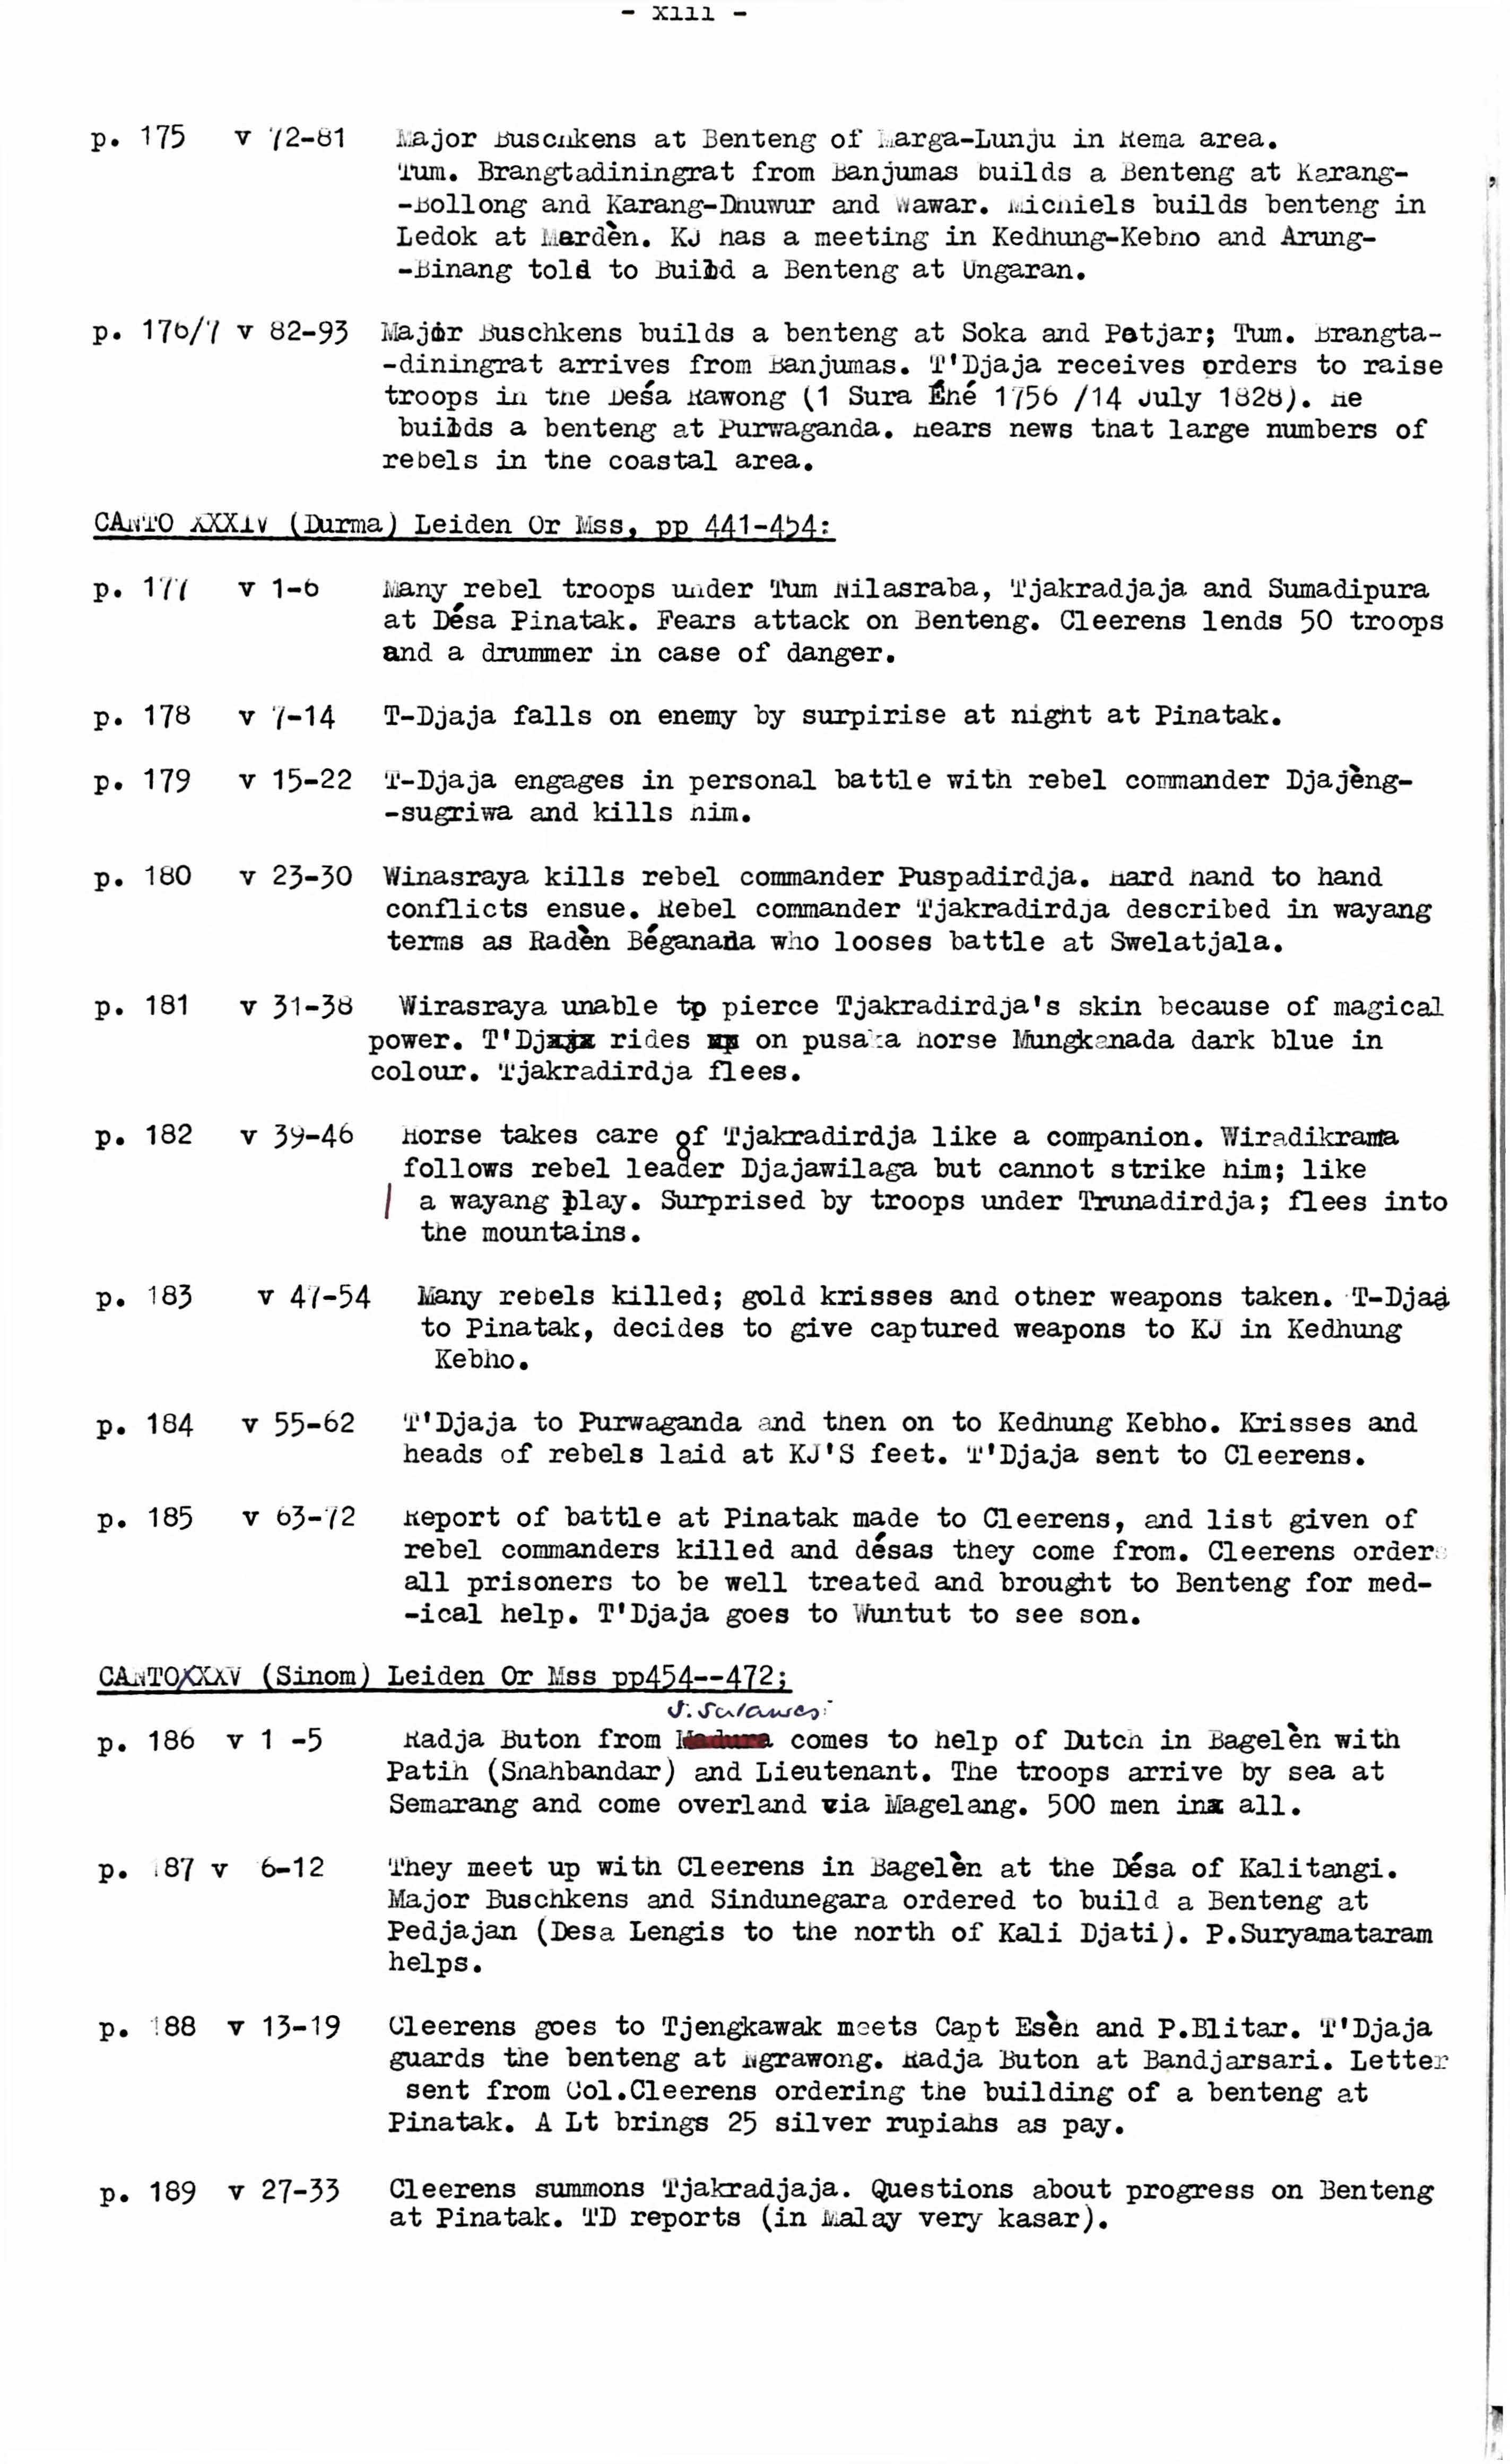 - xiii -
p. 175 v 72-81 Major Buschkens at Benteng of Marga-Lunju in Rema area.
Tum. Brangtadiningrat from Banjumas builds a Benteng at Karang-
-Bollong and Karang-Dhuwur and Wawar. Michiels builds benteng in
Ledok at Merdèn. KJ has a meeting in Kedhung-Kebho and Arung-
-Binang told to Build a Benteng at Ungaran.
p. 176/7 v 82-93 Major Buschkens builds a benteng at Soka and Petjar; Tum. Brangta-
-diningrat arrives from Banjumas. T'Djaja receives orders to raise
troops in the Desá Rawong (1 Sura Éhé 1756 /14 July 1828). He
builds a benteng at Purwaganda. Hears news that large numbers of
rebels in the coastal area.
CANTO XXXIV (Durma) Leiden Or Mss, pp 441-454:
p. 177 v 1-6 Many rebel troops under Tum Nilasraba, Tjakradjaja and Sumadipura
at Désa Pinatak. Fears attack on Benteng. Cleerens lends 50 troops
and a drummer in case of danger.
p. 178 v 7-14 T-Djaja falls on enemy by surpirise at night at Pinatak.
p. 179 v 15-22 T-Djaja engages in personal battle with rebel commander Djajèng-
-sugriwa and kills him.
p. 180 v 23-30 Winasraya kills rebel commander Puspadirdja. Hard hand to hand
conflicts ensue. Rebel commander Tjakradirdja described in wayang
terms as Radèn Béganada who looses battle at Swelatjala.
p. 181 v 31-38 Wirasraya unable to pierce Tjakradirdja's skin because of magical
power. T'Djaja rides on pusaka horse Mungkanada dark blue in
colour. Tjakradirdja flees.
p. 182 v 39-46 Horse takes care of Tjakradirdja like a companion. Wiradikrama
follows rebel leader Djajawilaga but cannot strike him; like
a wayang play. Surprised by troops under Trunadirdja; flees into
the mountains.
p. 183 v 47-54 Many rebels killed; gold krisses and other weapons taken. T-Djaa
to Pinatak, decides to give captured weapons to KJ in Kedhung
Kebho.
p. 184 v 55-62 T'Djaja to Purwaganda and then on to Kedhung Kebho. Krisses and
heads of rebels laid at KJ'S feet. T'Djaja sent to Cleerens.
p. 185 v 63-72 Report of battle at Pinatak made to Cleerens, and list given of
rebel commanders killed and désas they come from. Cleerens orders
all prisoners to be well treated and brought to Benteng for med-
-ical help. T'Djaja goes to Wuntut to see son.
CANTOXXXV (Sinom) Leiden Or Mss pp454--472;
S. Sulawesi
p. 186 v 1 -5 Radja Buton from Madura comes to help of Dutch in Bagelèn with
Patih (Snahbandar) and Lieutenant. The troops arrive by sea at
Semarang and come overland via Magelang. 500 men in all.
p. 187 v 6-12 They meet up with Cleerens in Bagelèn at the Désa of Kalitangi.
Major Buschkens and Sindunegara ordered to build a Benteng at
Pedjajan (Desa Lengis to the north of Kali Djati). P.Suryamataram
helps.
p. 188 v 13-19 Cleerens goes to Tjengkawak meets Capt Esèn and P.Blitar. T'Djaja
guards the benteng at Ngrawong. Radja Buton at Bandjarsari. Letter
sent from Col.Cleerens ordering the building of a benteng at
Pinatak. A Lt brings 25 silver rupiahs as pay.
p. 189 v 27-33 Cleerens summons Tjakradjaja. Questions about progress on Benteng
at Pinatak. TD reports (in Malay very kasar).